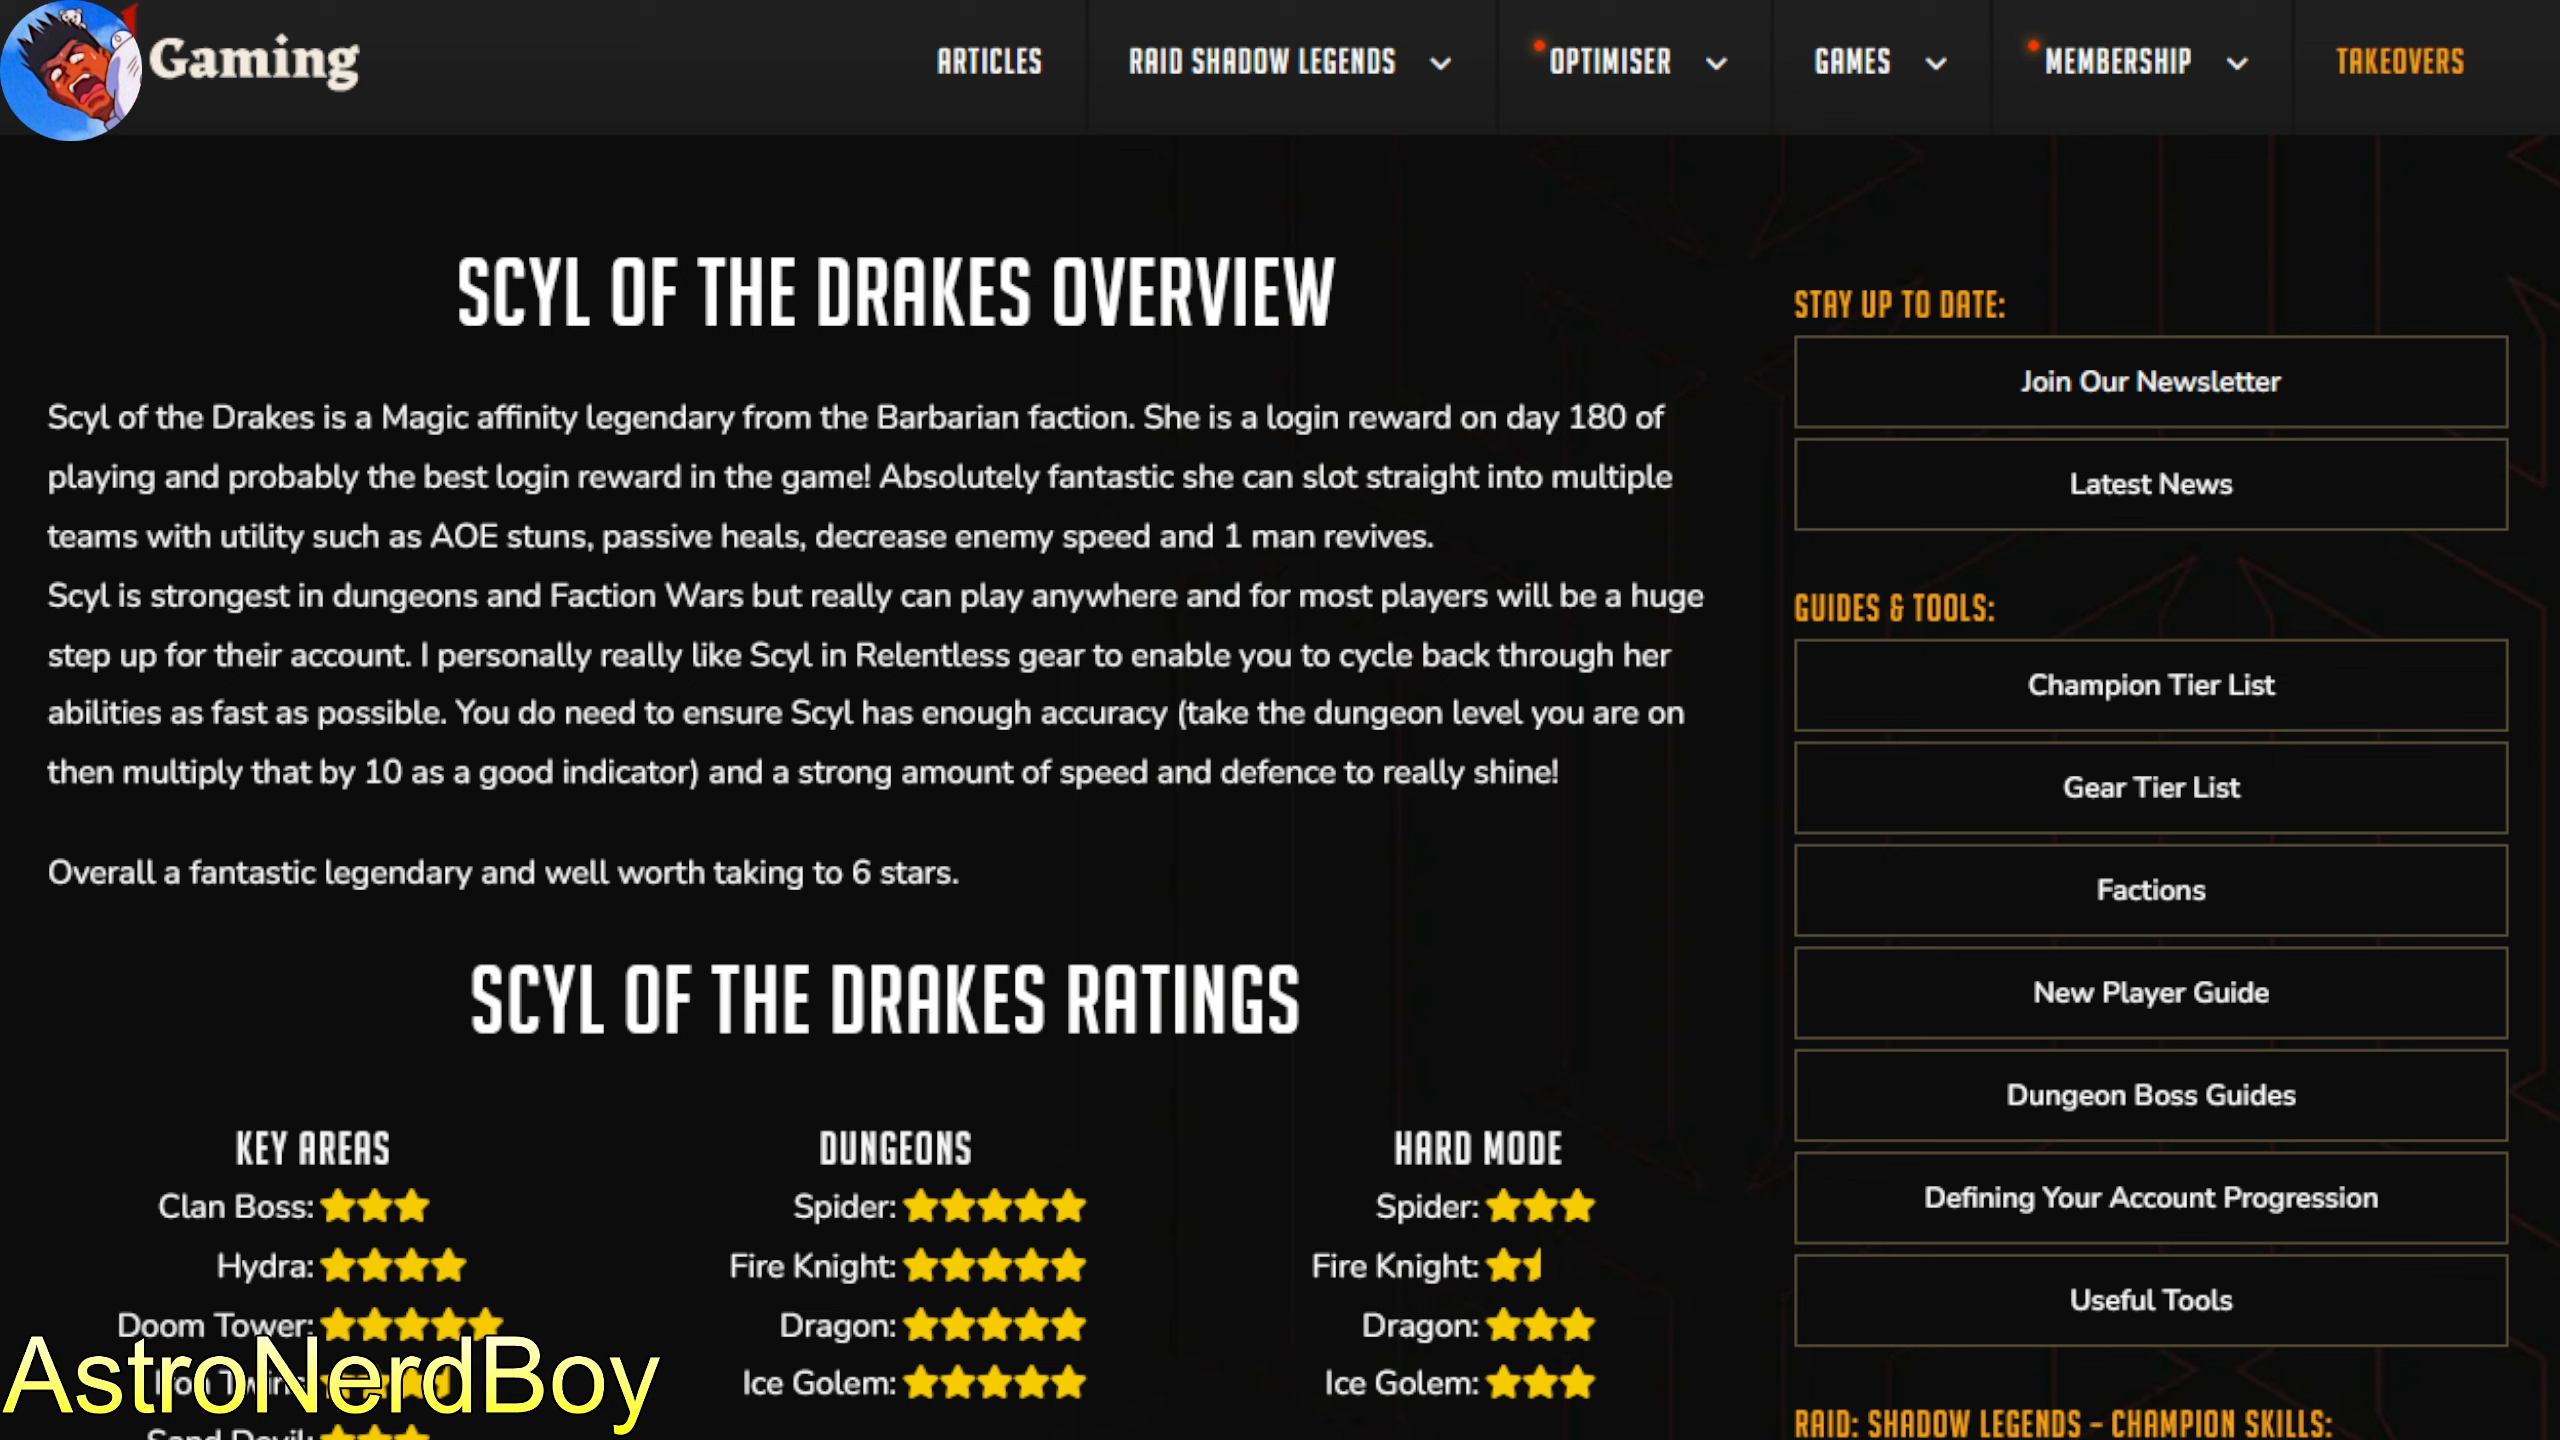 Gaming
ARTICLES
RAID SHADOW LEGENDS
OPTIMISER
GAMES
MEMBERSHIP
TAKEOVERS
SCYL OF THE DRAKES OVERVIEW
Scyl of the Drakes is a Magic affinity legendary from the Barbarian faction. She is a login reward on day 180 of
playing and probably the best login reward in the game! Absolutely fantastic she can slot straight into multiple
teams with utility such as AOE stuns, passive heals, decrease enemy speed and 1 man revives.
Scyl is strongest in dungeons and Faction Wars but really can play anywhere and for most players will be a huge
step up for their account. I personally really like Scyl in Relentless gear to enable you to cycle back through her
abilities as fast as possible. You do need to ensure Scyl has enough accuracy (take the dungeon level you are on
then multiply that by 10 as a good indicator) and a strong amount of speed and defence to really shine!
Overall a fantastic legendary and well worth taking to 6 stars.
SCYL OF THE DRAKES RATINGS
KEY AREAS
Clan Boss:
Hydra:
Doom Tower:
Iron Twins:
Sand Devil:
DUNGEONS
Spider:
Fire Knight:
Dragon:
Ice Golem:
HARD MODE
Spider:
Fire Knight:
Dragon:
Ice Golem:
STAY UP TO DATE:
Join Our Newsletter
Latest News
GUIDES & TOOLS:
Champion Tier List
Gear Tier List
Factions
New Player Guide
Dungeon Boss Guides
Defining Your Account Progression
Useful Tools
RAID: SHADOW LEGENDS – CHAMPION SKILLS:
AstroNerdBoy